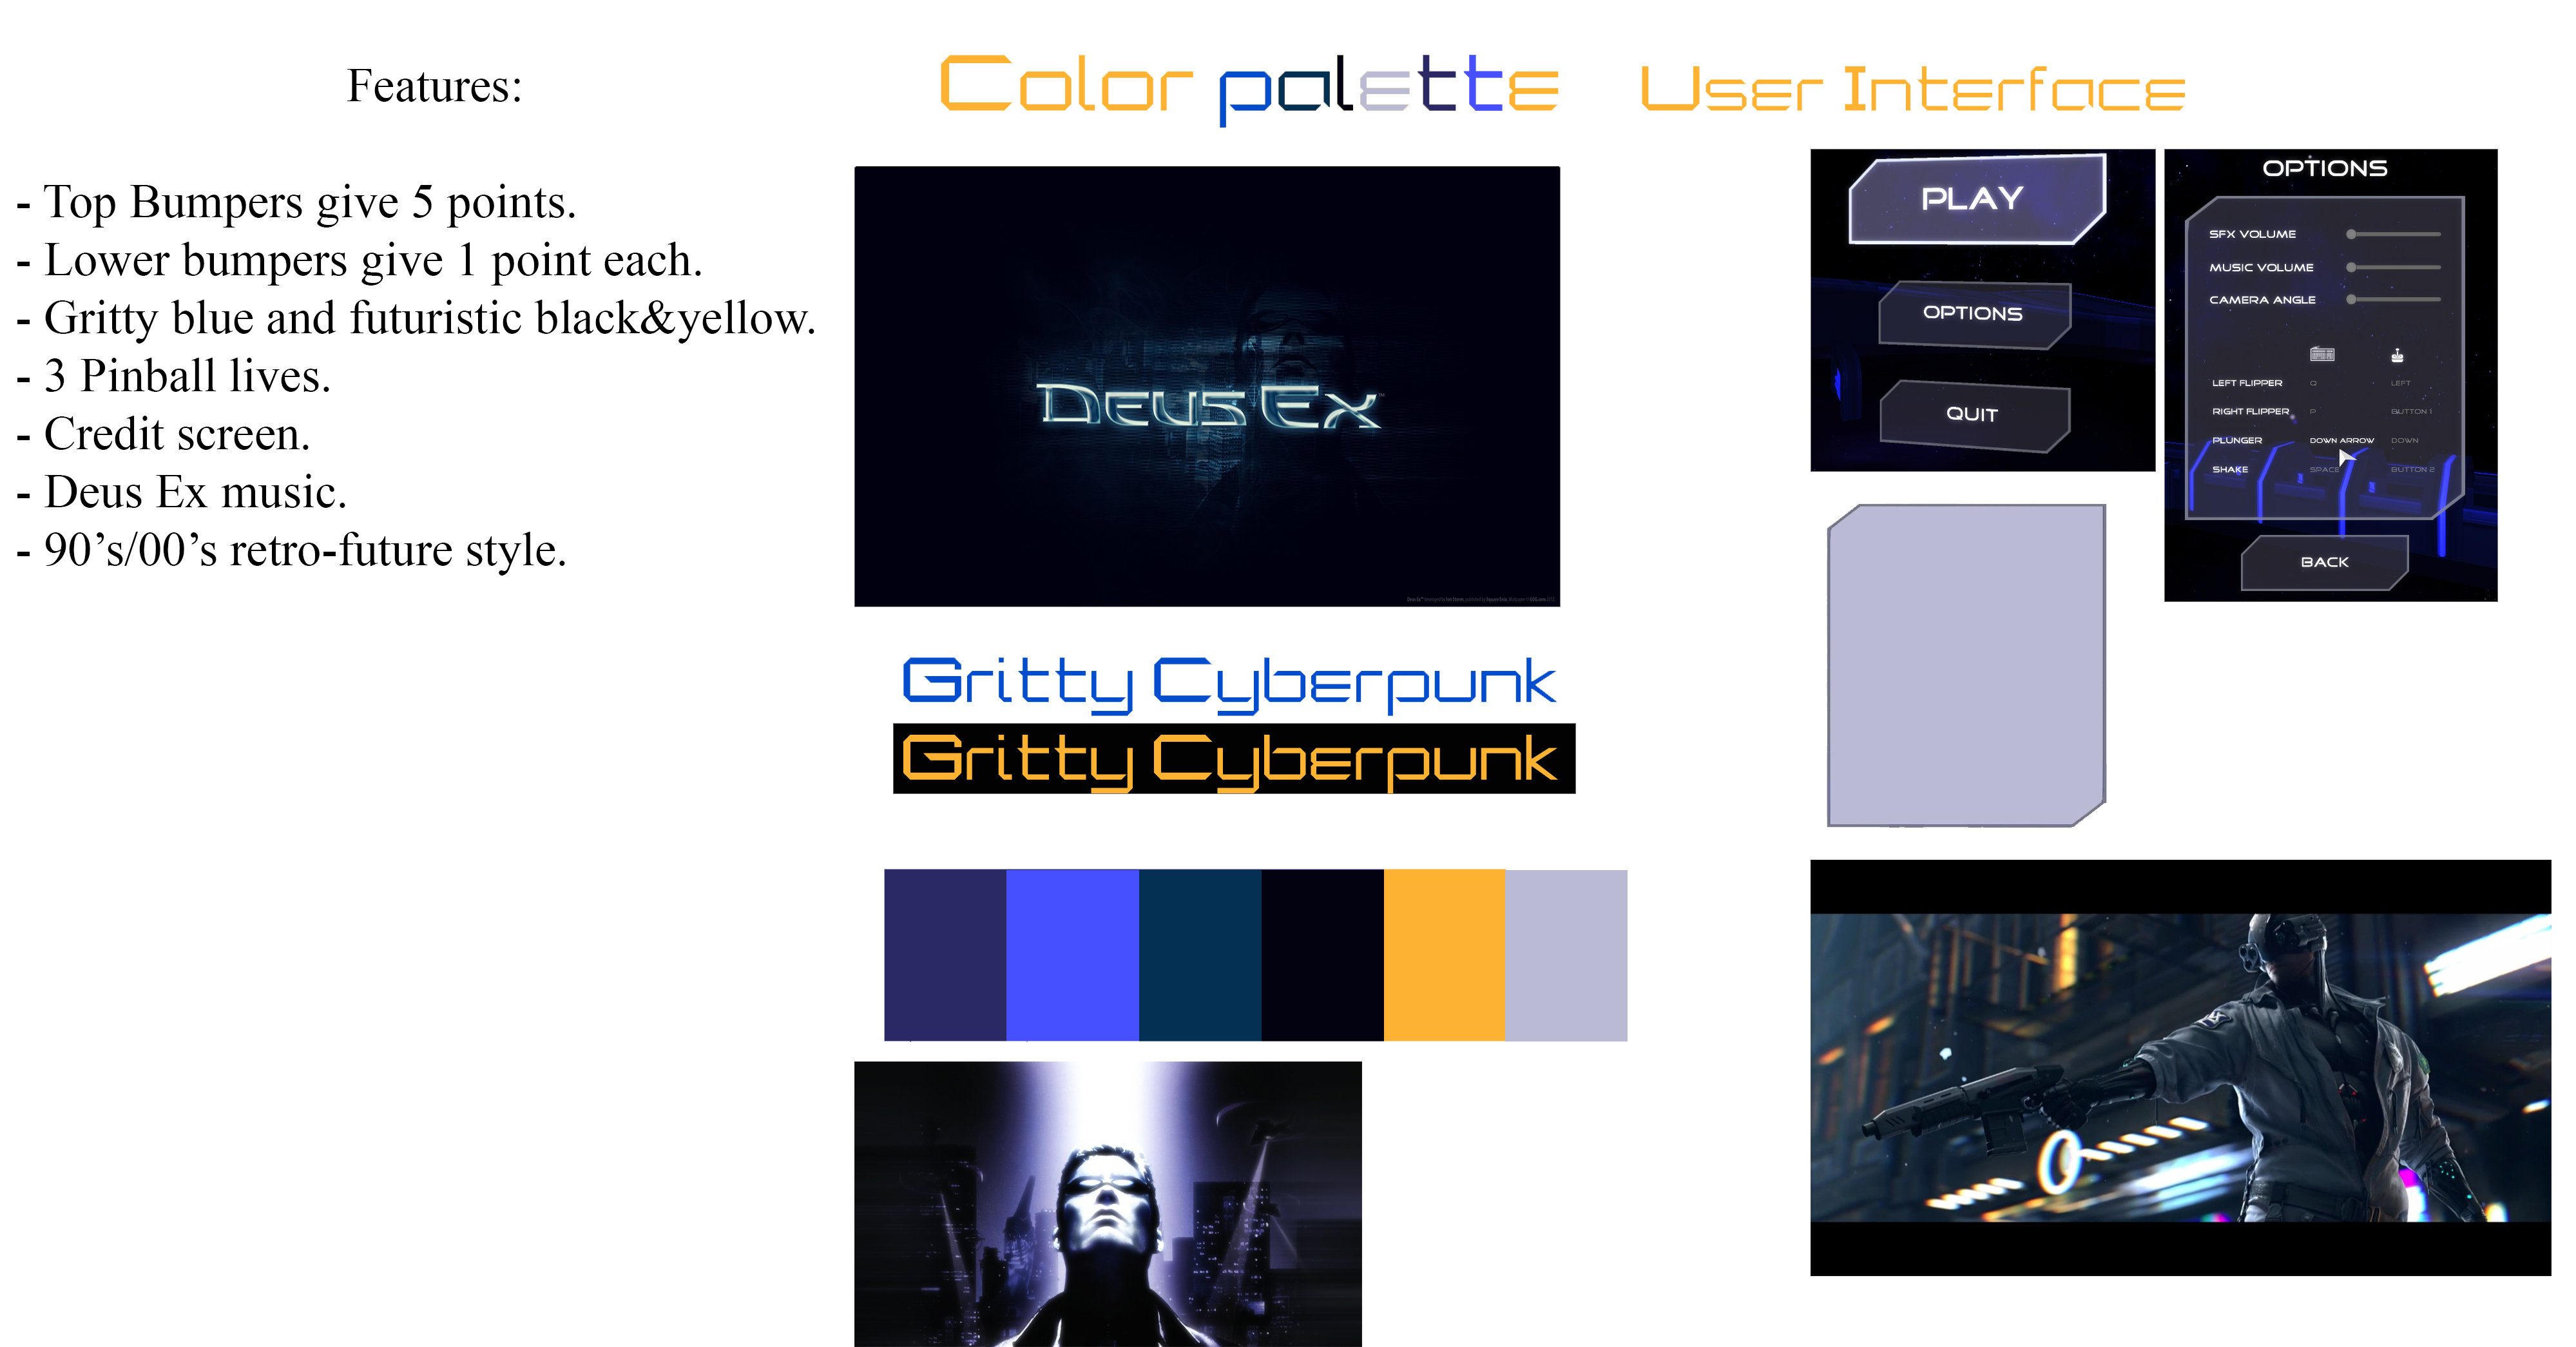 Features:
- Top Bumpers give 5 points.
- Lower bumpers give 1 point each.
- Gritty blue and futuristic black&yellow.
- 3 Pinball lives.
- Credit screen.
- Deus Ex music.
- 90’s/00’s retro-future style.
Color palette
DEUS EX™
Gritty Cyberpunk
Gritty Cyberpunk
User Interface
PLAY
OPTIONS
QUIT
OPTIONS
SFX VOLUME
MUSIC VOLUME
CAMERA ANGLE
LEFT FLIPPER Q LEFT
RIGHT FLIPPER P BUTTON 1
PLUNGER DOWN ARROW DOWN
SHAKE SPACE BUTTON 2
BACK